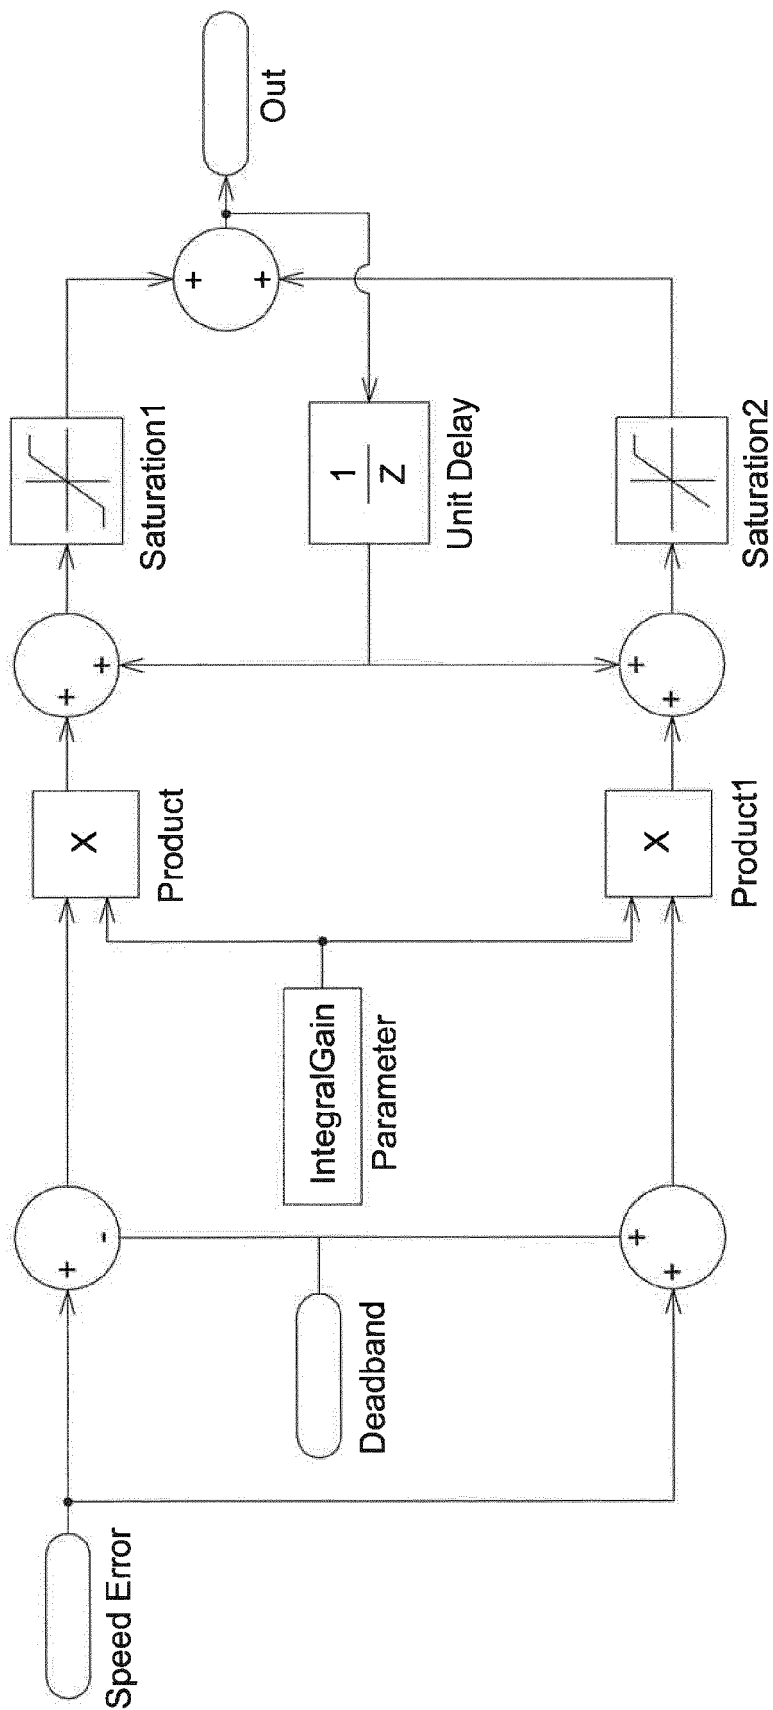 Speed Error
+
-
Deadband
+
+
IntegralGain
Parameter
X
Product
X
Product1
+
+
+
+
Saturation1
1
Z
Unit Delay
Saturation2
+
+
Out